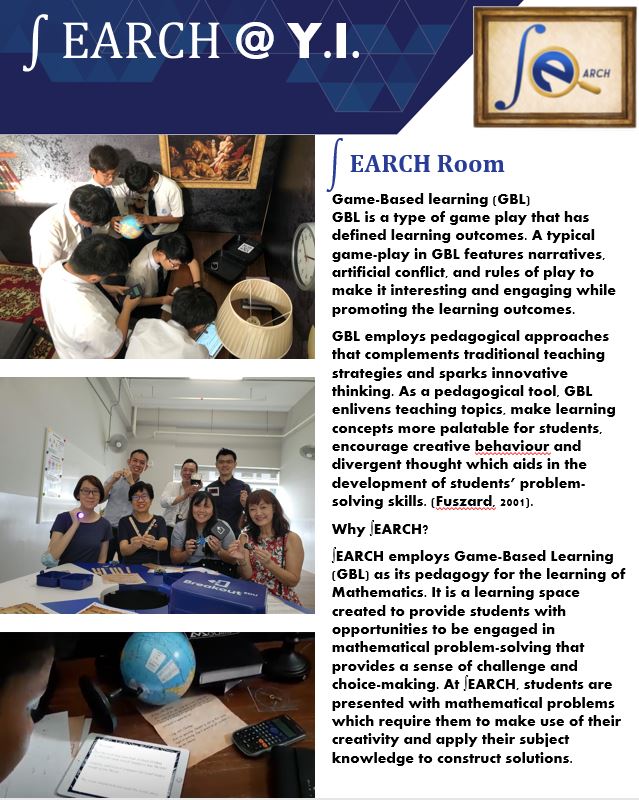 ∫EARCH @ Y.I.
∫e ARCH
∫EARCH Room
Game-Based learning (GBL)
GBL is a type of game play that has
defined learning outcomes. A typical
game-play in GBL features narratives,
artificial conflict, and rules of play to
make it interesting and engaging while
promoting the learning outcomes.
GBL employs pedagogical approaches
that complements traditional teaching
strategies and sparks innovative
thinking. As a pedagogical tool, GBL
enlivens teaching topics, make learning
concepts more palatable for students,
encourage creative behaviour and
divergent thought which aids in the
development of students’ problem-
solving skills. (Fuszard, 2001).
Why ∫EARCH?
∫EARCH employs Game-Based Learning
(GBL) as its pedagogy for the learning of
Mathematics. It is a learning space
created to provide students with
opportunities to be engaged in
mathematical problem-solving that
provides a sense of challenge and
choice-making. At ∫EARCH, students are
presented with mathematical problems
which require them to make use of their
creativity and apply their subject
knowledge to construct solutions.
Breakout EDU